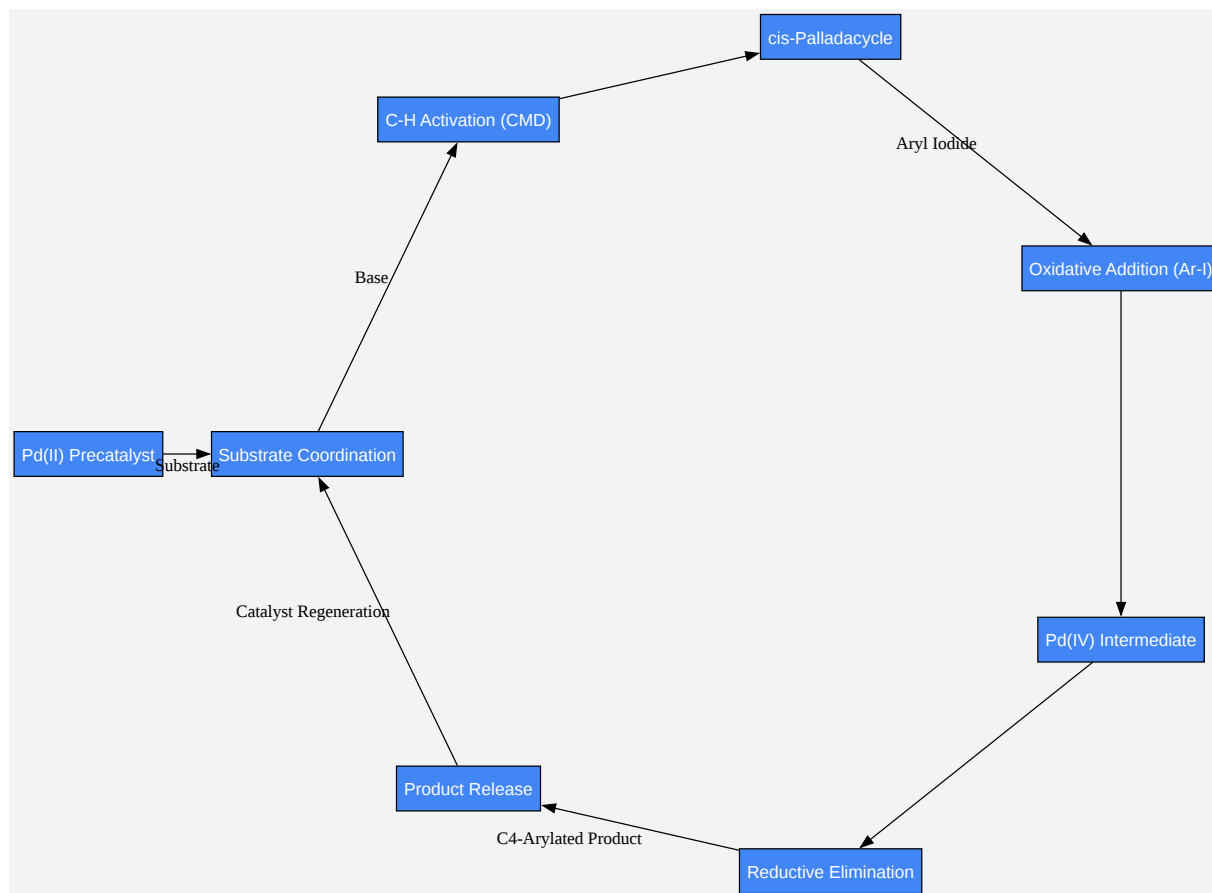 cis-Palladacycle
C-H Activation (CMD)
Aryl Iodide
Oxidative Addition (Ar-I)
Base
Pd(II) Precatalyst
Substrate
Substrate Coordination
Catalyst Regeneration
Pd(IV) Intermediate
Product Release
C4-Arylated Product
Reductive Elimination